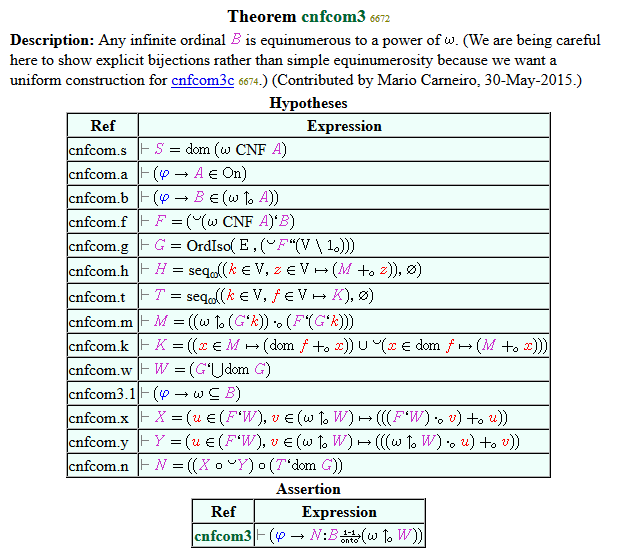 Theorem cnfcom3 6672
Description: Any infinite ordinal B is equinumerous to a power of ω. (We are being careful
here to show explicit bijections rather than simple equinumerosity because we want a
uniform construction for cnfcom3c 6674.) (Contributed by Mario Carneiro, 30-May-2015.)
Hypotheses
Ref Expression
cnfcom.s ⊢ S = dom (ω CNF A)
cnfcom.a ⊢ (φ → A ∈ On)
cnfcom.b ⊢ (φ → B ∈ (ω ↑ₒ A))
cnfcom.f ⊢ F = (◡(ω CNF A)‘B)
cnfcom.g ⊢ G = OrdIso( E , (◡F “ (V ∖ 1ₒ)))
cnfcom.h ⊢ H = seq𝜔((k ∈ V, z ∈ V ↦ (M +ₒ z)), ∅)
cnfcom.t ⊢ T = seq𝜔((k ∈ V, f ∈ V ↦ K), ∅)
cnfcom.m ⊢ M = ((ω ↑ₒ (G‘k)) ·ₒ (F‘(G‘k)))
cnfcom.k ⊢ K = ((x ∈ M ↦ (dom f +ₒ x)) ∪ ◡(x ∈ dom f ↦ (M +ₒ x)))
cnfcom.w ⊢ W = (G‘⋃dom G)
cnfcom3.1 ⊢ (φ → ω ⊆ B)
cnfcom.x ⊢ X = (u ∈ (F‘W), v ∈ (ω ↑ₒ W) ↦ (((F‘W) ·ₒ v) +ₒ u))
cnfcom.y ⊢ Y = (u ∈ (F‘W), v ∈ (ω ↑ₒ W) ↦ (((ω ↑ₒ W) ·ₒ u) +ₒ v))
cnfcom.n ⊢ N = ((X ∘ ◡Y) ∘ (T‘dom G))
Assertion
Ref Expression
cnfcom3 ⊢ (φ → N:B–1-1-onto→(ω ↑ₒ W))